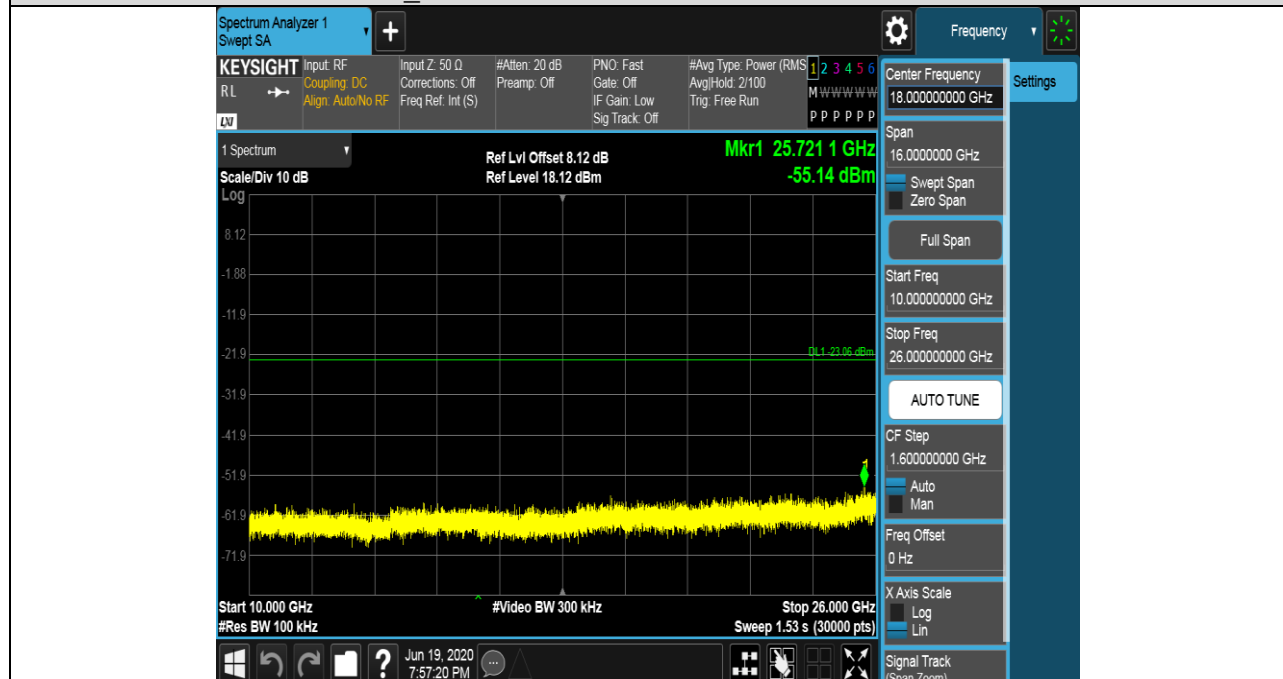 Spectrum Analyzer 1
Swept SA
+
Frequency
KEYSIGHT
RL
LXI
Input: RF
Coupling: DC
Align: Auto/No RF
Input Z: 50 Ω
Corrections: Off
Freq Ref: Int (S)
#Atten: 20 dB
Preamp: Off
PNO: Fast
Gate: Off
IF Gain: Low
Sig Track: Off
#Avg Type: Power (RMS
Avg|Hold: 2/100
Trig: Free Run
1 2 3 4 5 6
M W W W W W
P P P P P P
1 Spectrum
Scale/Div 10 dB
Ref Lvl Offset 8.12 dB
Ref Level 18.12 dBm
Mkr1 25.721 1 GHz
-55.14 dBm
Log
8.12
-1.88
-11.9
-21.9
-31.9
-41.9
-51.9
-61.9
-71.9
DL1 -23.06 dBm
1
Start 10.000 GHz
#Res BW 100 kHz
#Video BW 300 kHz
Stop 26.000 GHz
Sweep 1.53 s (30000 pts)
Center Frequency
18.000000000 GHz
Settings
Span
16.0000000 GHz
Swept Span
Zero Span
Full Span
Start Freq
10.000000000 GHz
Stop Freq
26.000000000 GHz
AUTO TUNE
CF Step
1.600000000 GHz
Auto
Man
Freq Offset
0 Hz
X Axis Scale
Log
Lin
Signal Track
(Span Zoom)
?
Jun 19, 2020
7:57:20 PM